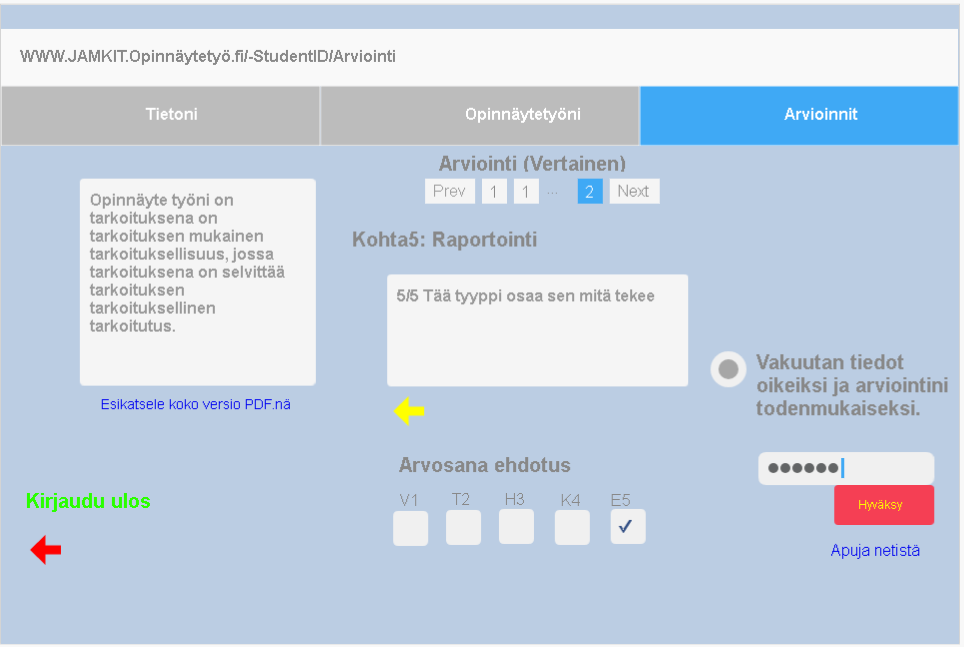 WWW.JAMKIT.Opinnäytetyö.fi/-StudentID/Arviointi
Tietoni
Opinnäytetyöni
Arvioinnit
Arviointi (Vertainen)
Prev 1 1 ... 2 Next
Opinnäyte työni on
tarkoituksena on
tarkoituksen mukainen
tarkoituksellisuus, jossa
tarkoituksena on selvittää
tarkoituksen
tarkoituksellinen
tarkoitutus.
Esikatsele koko versio PDF.nä
Kohta5: Raportointi
5/5 Tää tyyppi osaa sen mitä tekee
Vakuutan tiedot
oikeiksi ja arviointini
todenmukaiseksi.
Arvosana ehdotus
V1 T2 H3 K4 E5
Hyväksy
Apuja netistä
Kirjaudu ulos